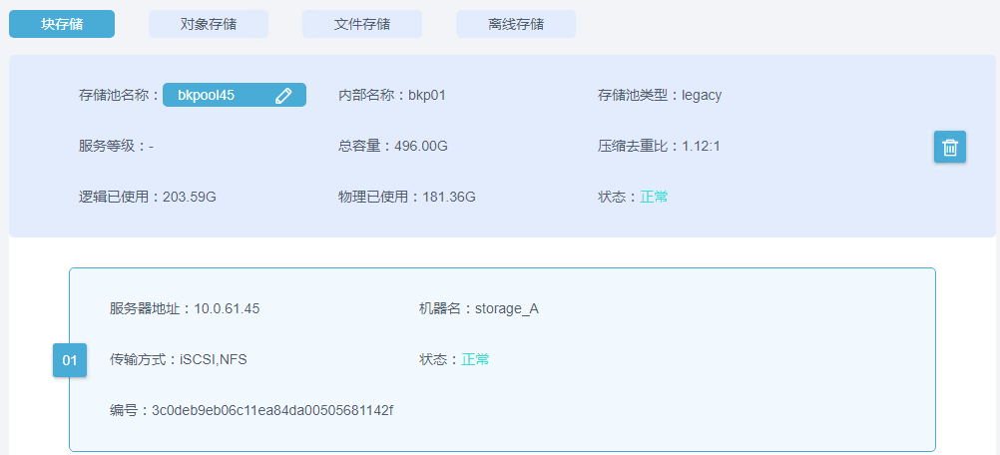 块存储 对象存储 文件存储 离线存储
存储池名称：bkpool45 内部名称：bkp01 存储池类型：legacy
服务等级：- 总容量：496.00G 压缩去重比：1.12:1
逻辑已使用：203.59G 物理已使用：181.36G 状态：正常
服务器地址：10.0.61.45 机器名：storage_A
01 传输方式：iSCSI,NFS 状态：正常
编号：3c0deb9eb06c11ea84da00505681142f